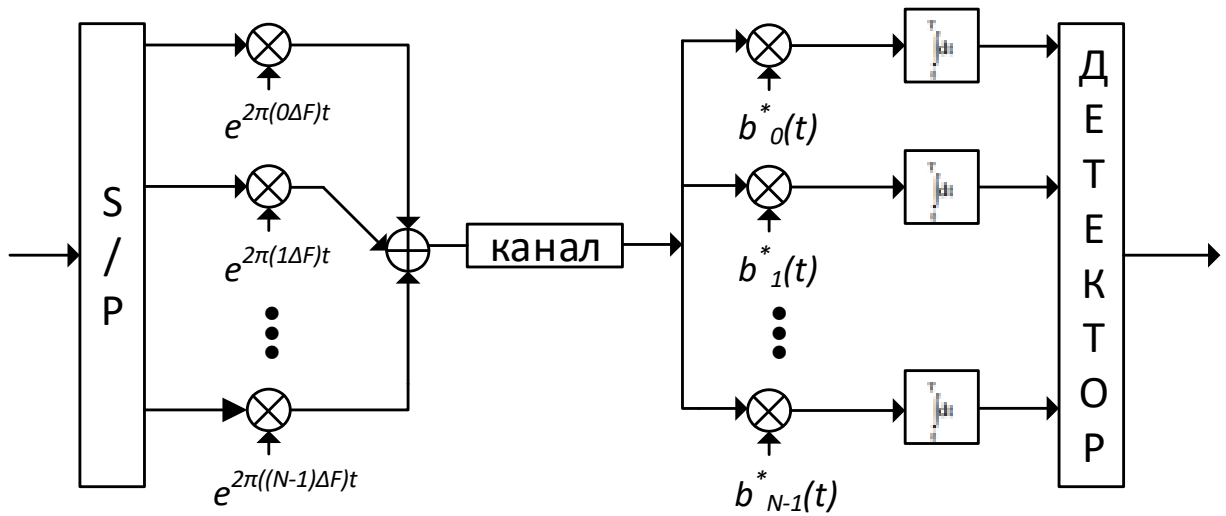 S
/
P
e^{2π(0ΔF)t}
e^{2π(1ΔF)t}
e^{2π((N-1)ΔF)t}
канал
b^*_0(t)
b^*_1(t)
b^*_{N-1}(t)
Д
Е
Т
Е
К
Т
О
Р